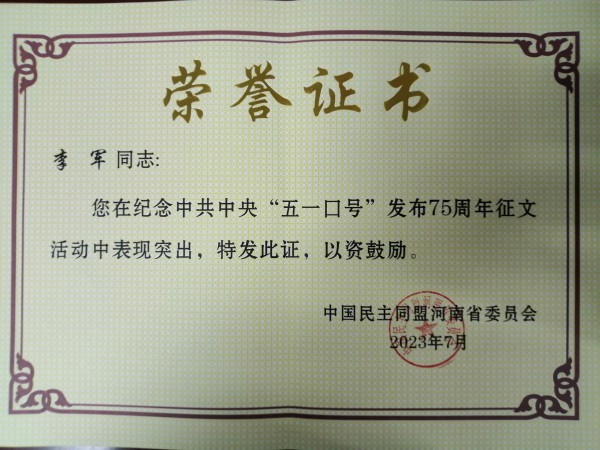 荣誉证书
李 军 同志:
您在纪念中共中央“五一口号”发布75周年征文
活动中表现突出，特发此证，以资鼓励。
中国民主同盟河南省委员会
2023年7月